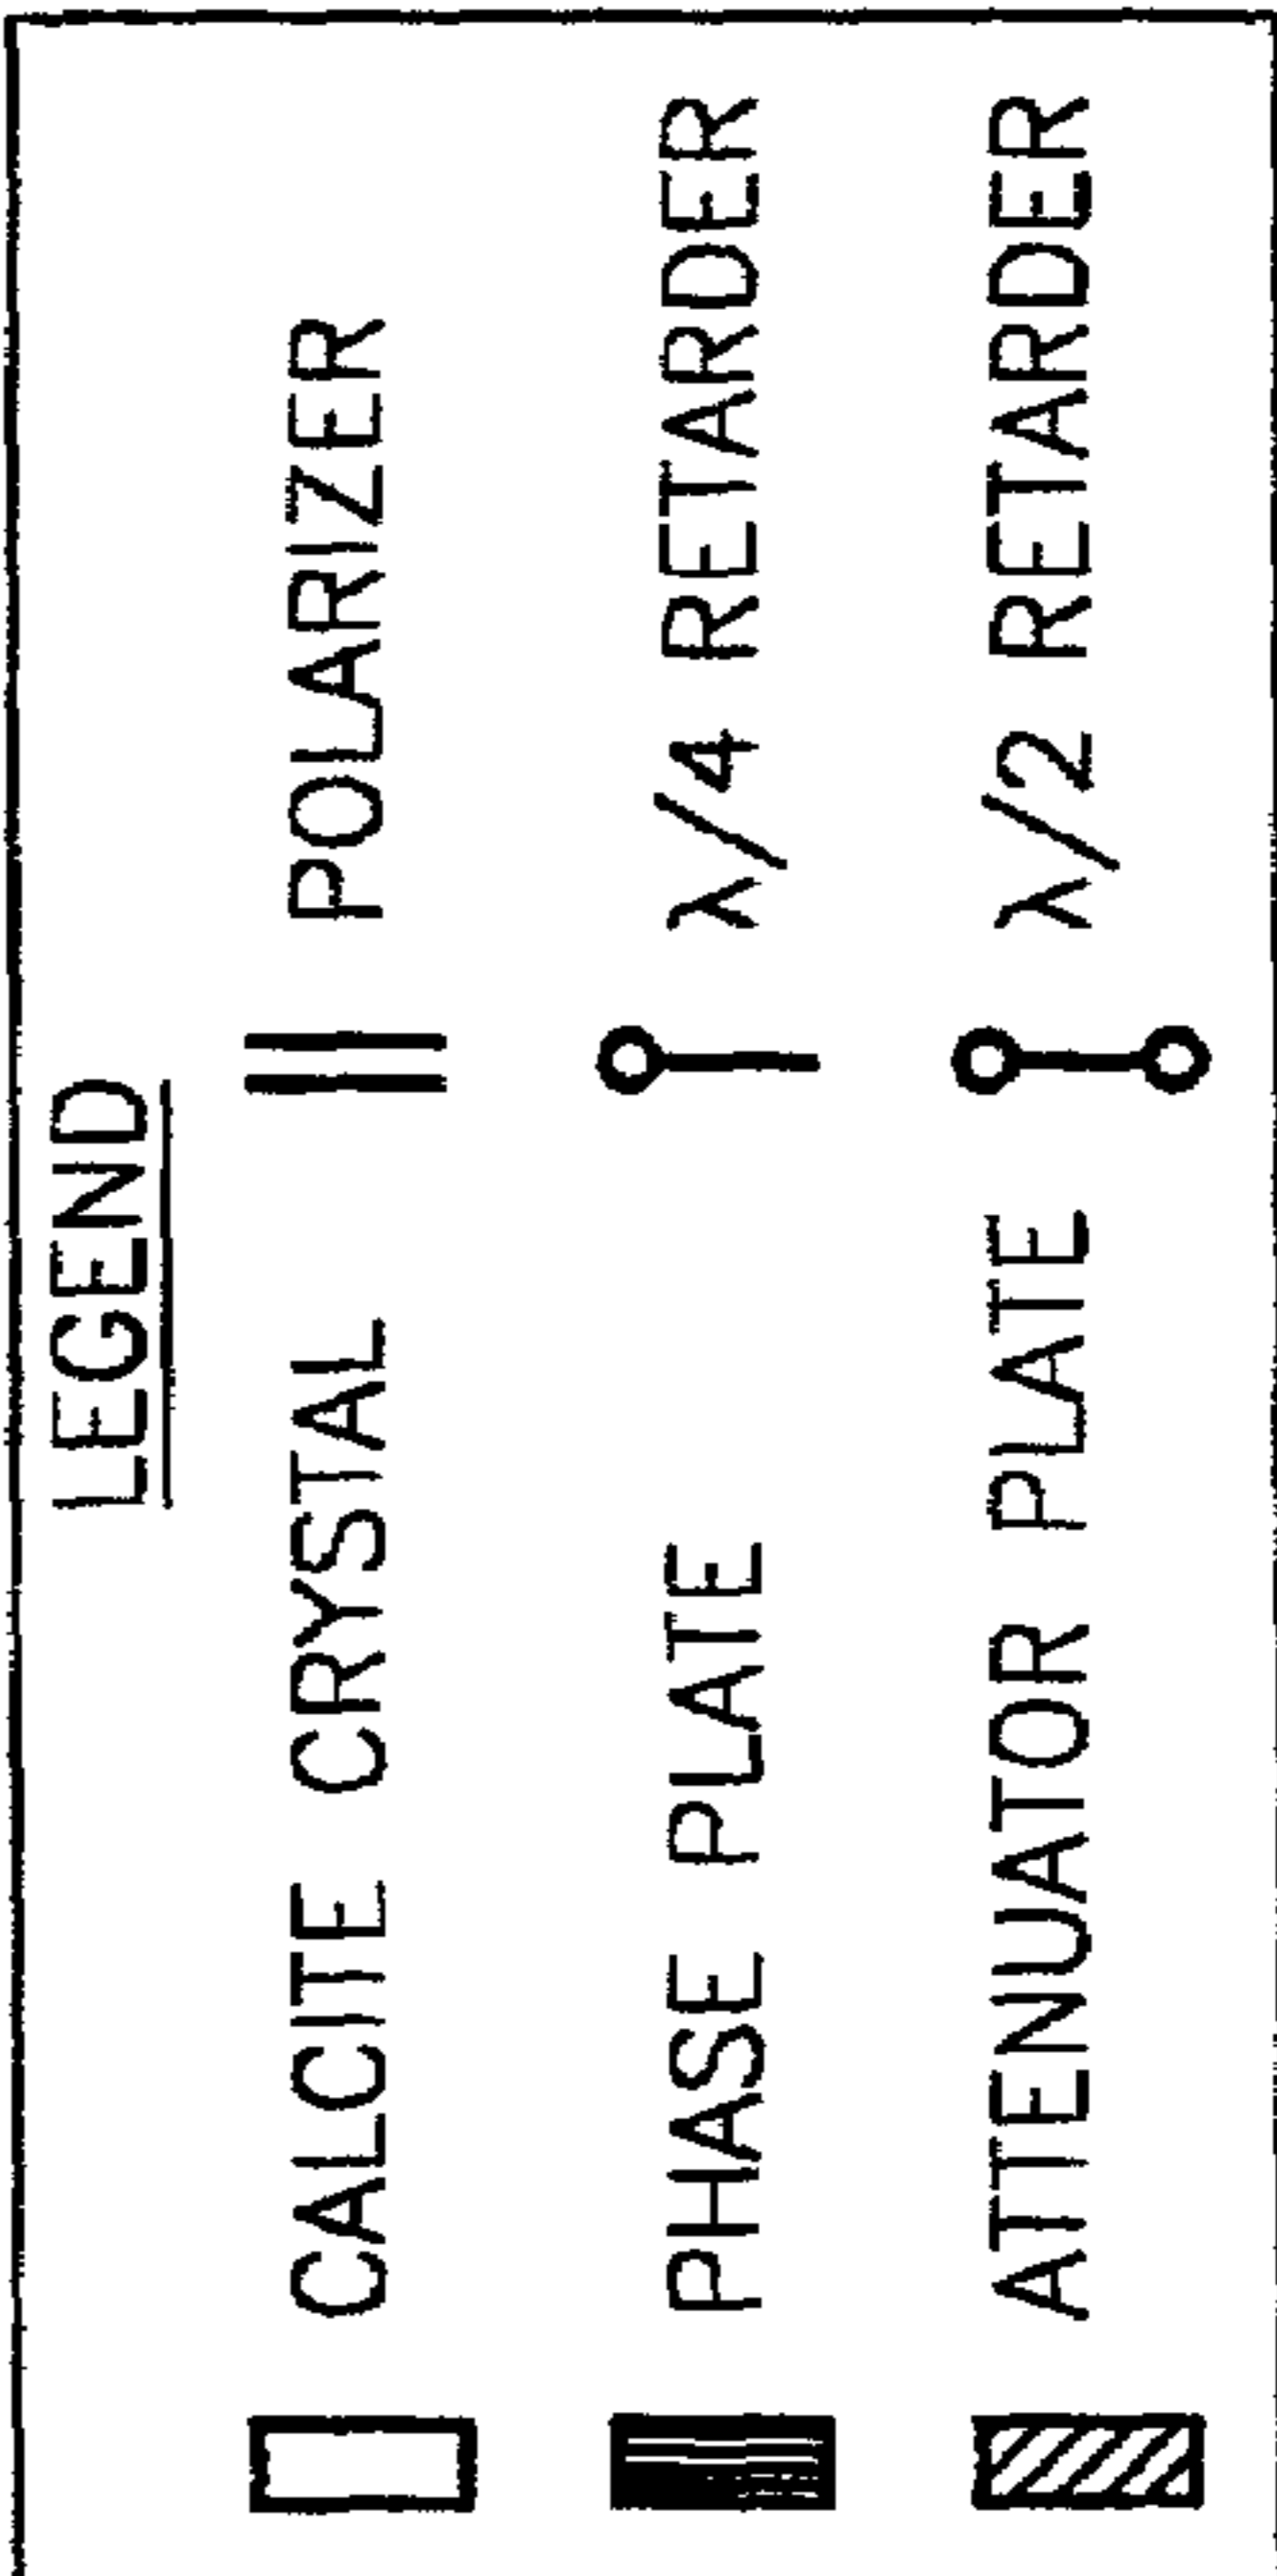 LEGEND
CALCITE CRYSTAL POLARIZER
PHASE PLATE λ/4 RETARDER
ATTENUATOR PLATE λ/2 RETARDER